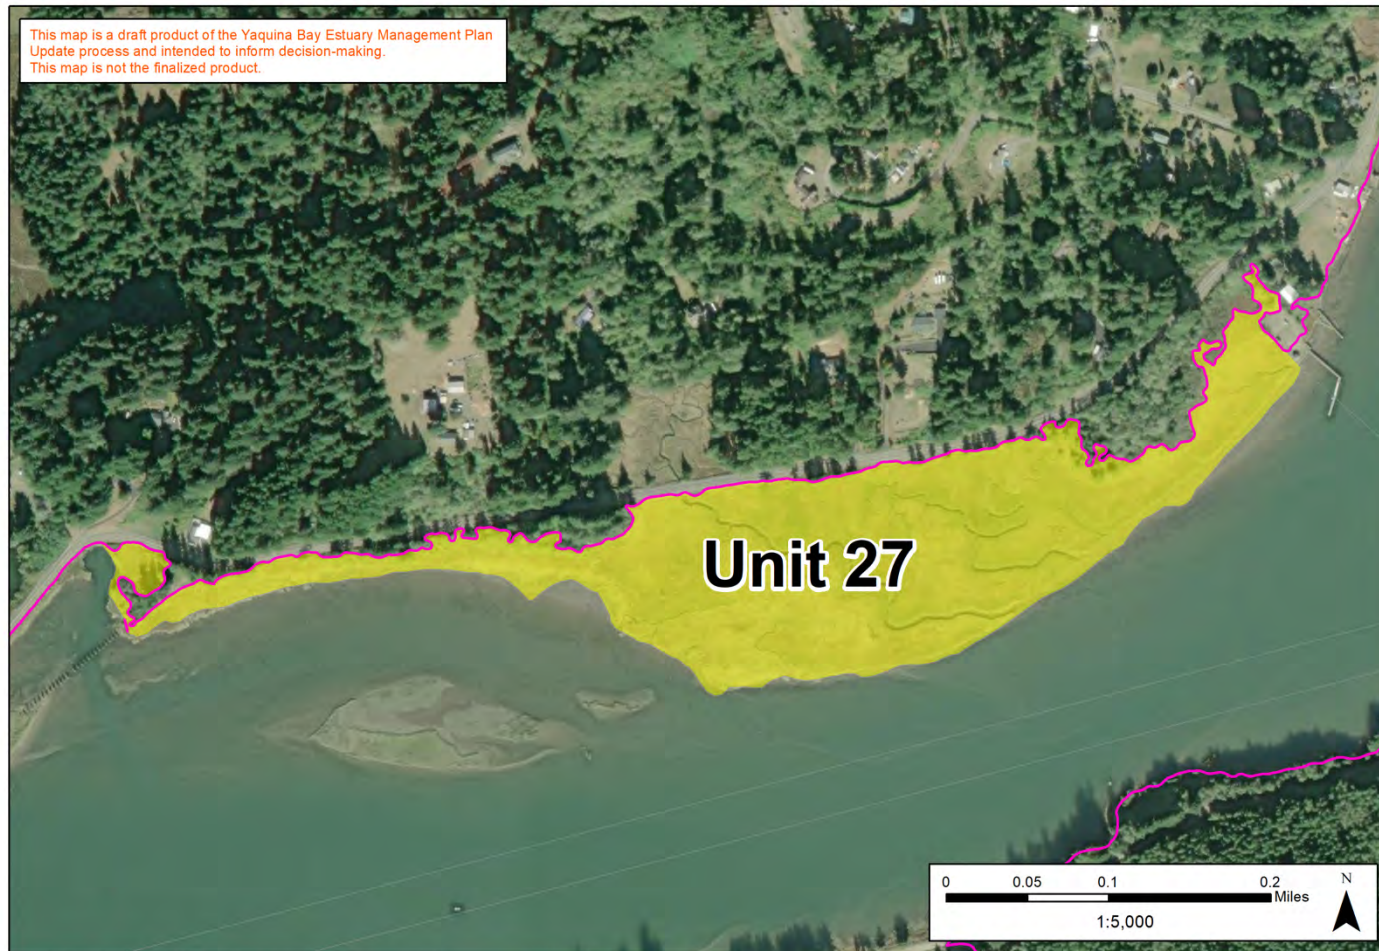 This map is a draft product of the Yaquina Bay Estuary Management Plan
Update process and intended to inform decision-making.
This map is not the finalized product.
Unit 27
0 0.05 0.1 0.2
Miles
1:5,000
N